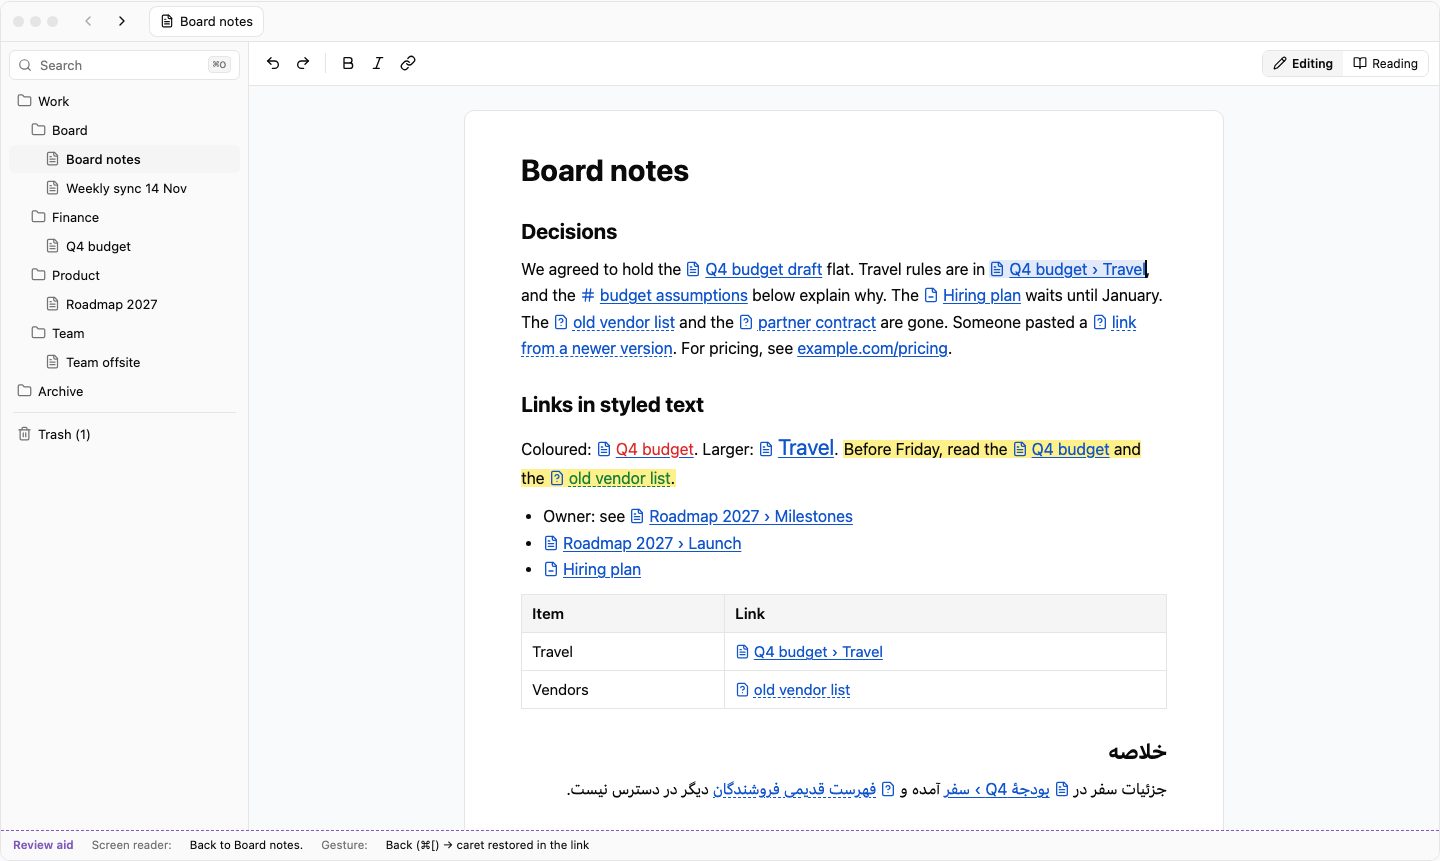 Board notes
Search ⌘O
Editing
Reading
Work
Board
Board notes
Weekly sync 14 Nov
Finance
Q4 budget
Product
Roadmap 2027
Team
Team offsite
Archive
Trash (1)
Board notes
Decisions
We agreed to hold the Q4 budget draft flat. Travel rules are in Q4 budget › Travel,
and the # budget assumptions below explain why. The Hiring plan waits until January.
The old vendor list and the partner contract are gone. Someone pasted a link
from a newer version. For pricing, see example.com/pricing.
Links in styled text
Coloured: Q4 budget. Larger: Travel. Before Friday, read the Q4 budget and
the old vendor list.
• Owner: see Roadmap 2027 › Milestones
• Roadmap 2027 › Launch
• Hiring plan
Item Link
Travel Q4 budget › Travel
Vendors old vendor list
خلاصه
جزئیات سفر در بودجهٔ Q4 › سفر آمده و فهرست قدیمی فروشندگان دیگر در دسترس نیست.
Review aid Screen reader: Back to Board notes. Gesture: Back (⌘[) → caret restored in the link